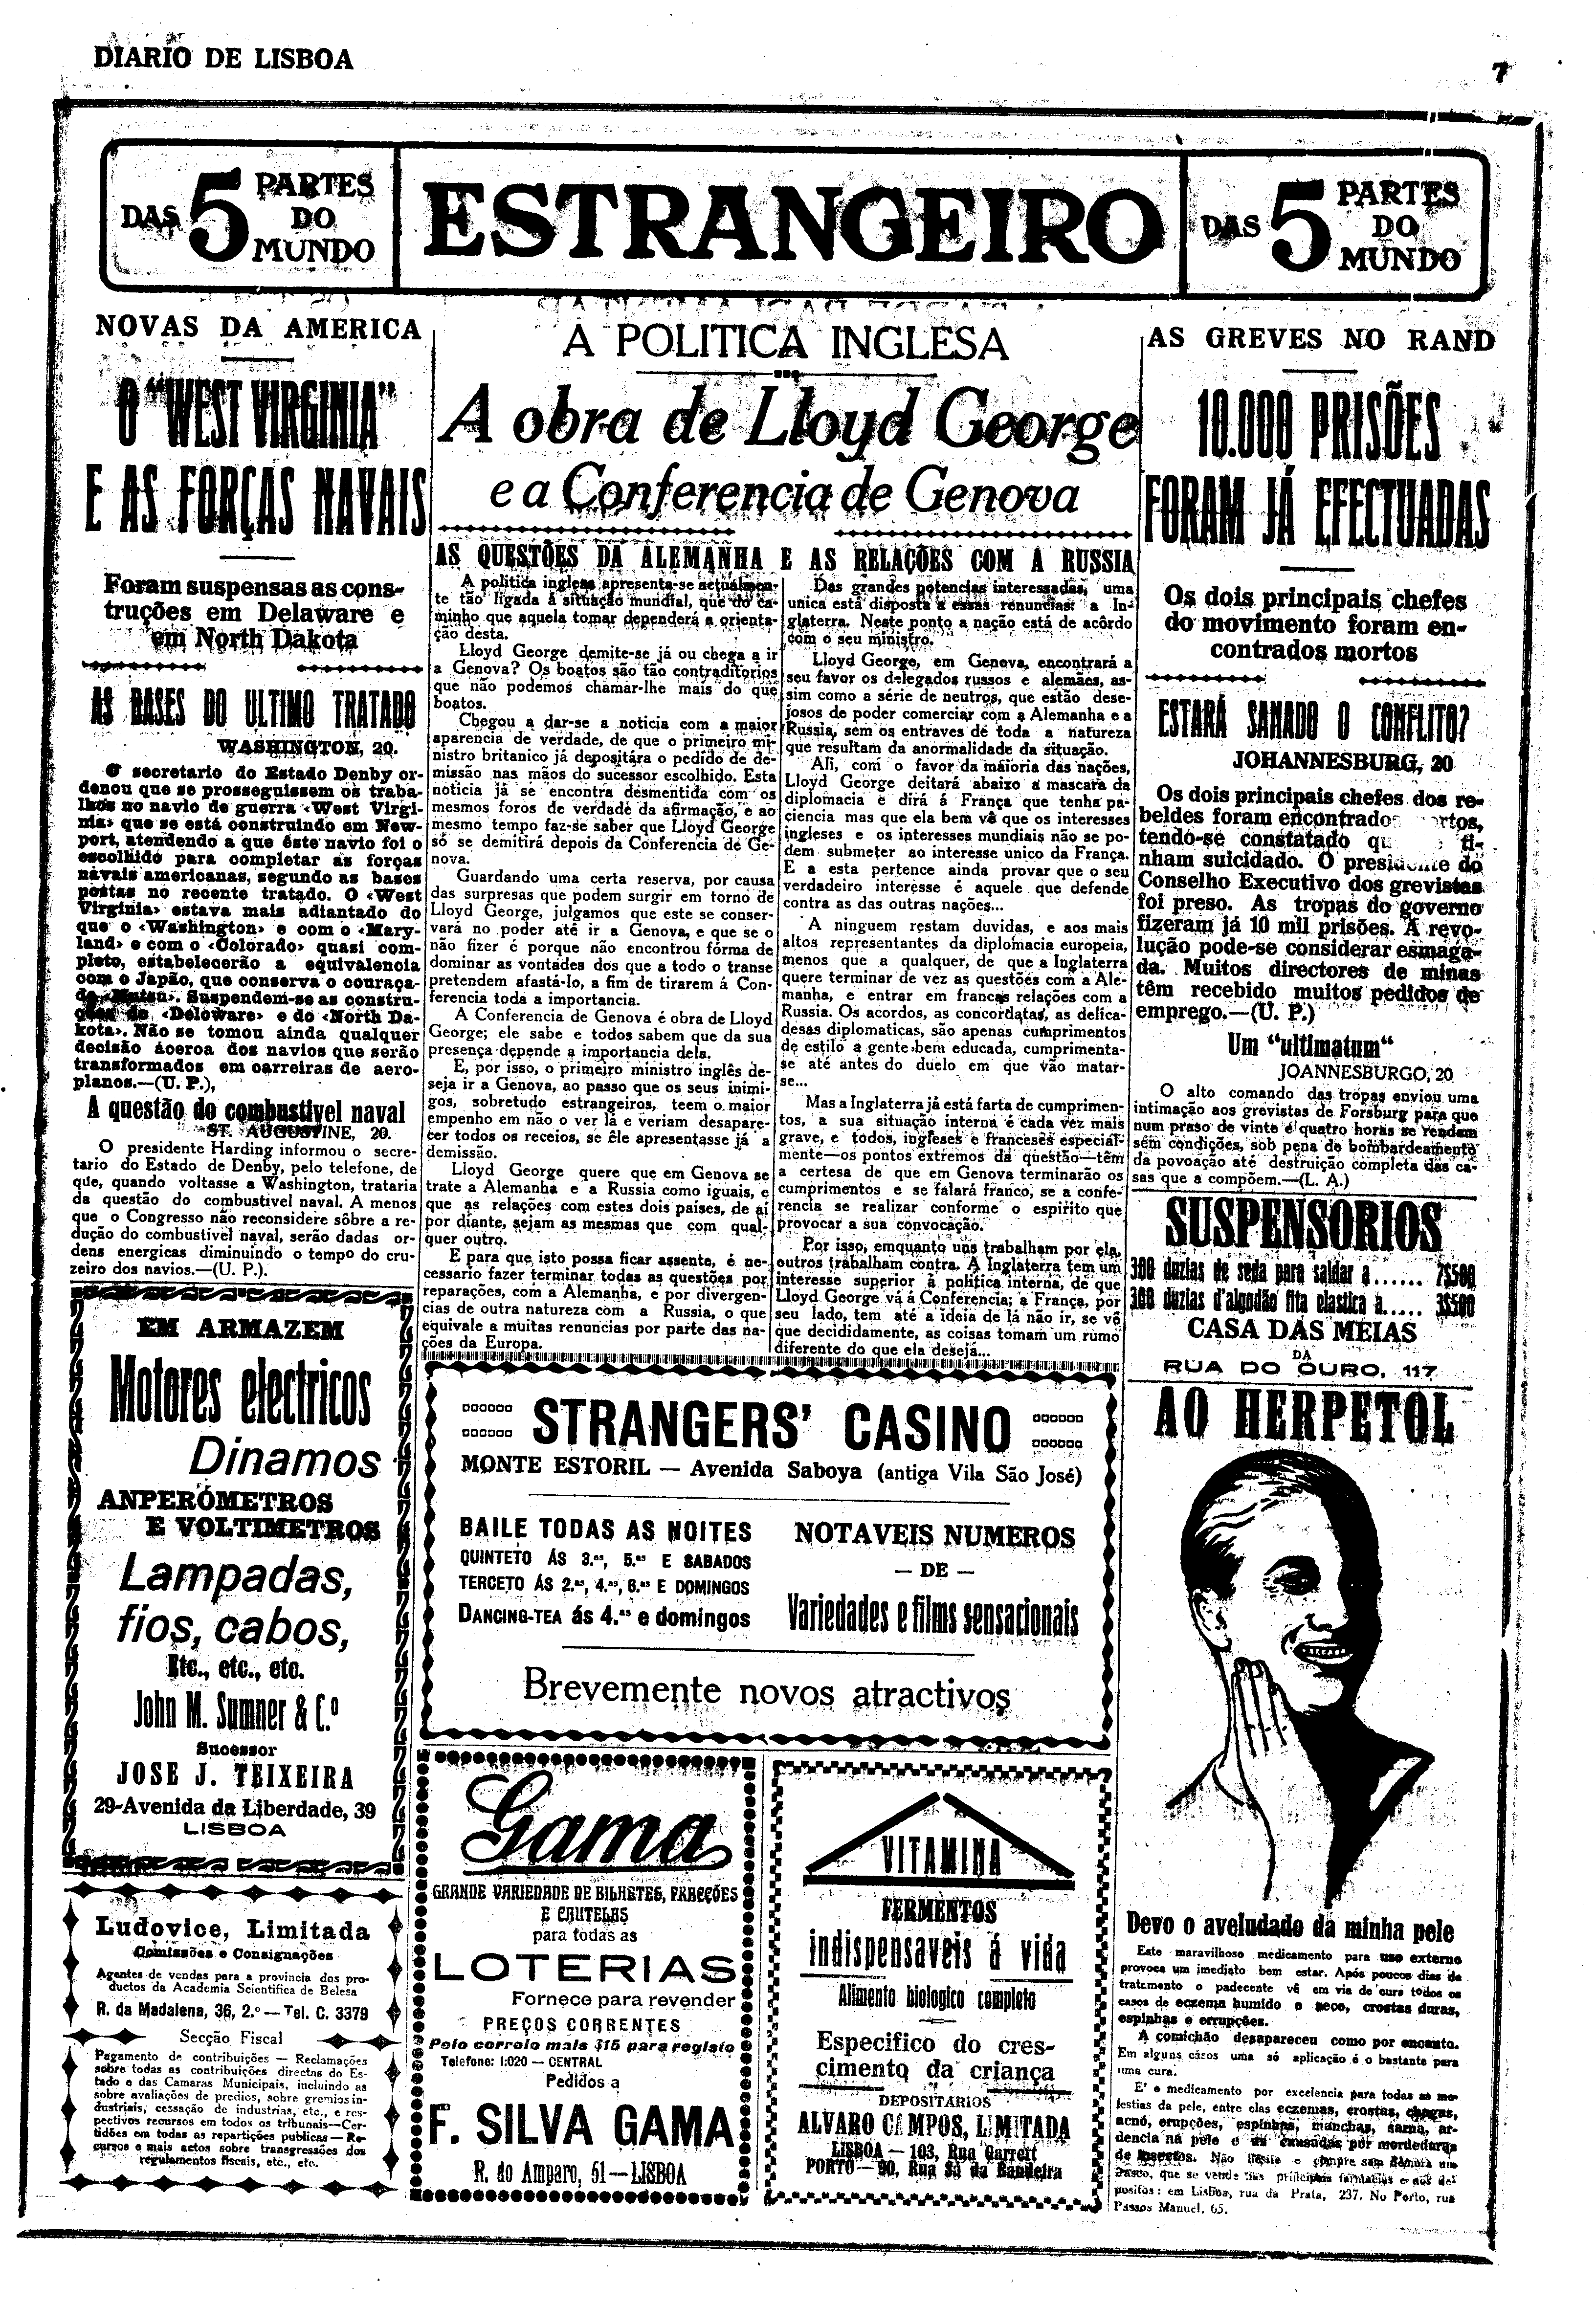 DIARIO DE LISBOA
7
DAS 5 PARTES DO MUNDO
ESTRANGEIRO
DAS 5 PARTES DO MUNDO
NOVAS DA AMERICA
O "WEST VIRGINIA"
E AS FORÇAS NAVAIS
Foram suspensas as cons-
truções em Delaware e
em North Dakota
AS BASES DO ULTIMO TRATADO
WASHINGTON, 20.
O secretario do Estado Denby or-
denou que se prosseguissem os traba-
lhos no navio de guerra «West Virgi-
nia» que se está construindo em New-
port, atendendo a que éste navio foi o
escolhido para completar as forças
navais americanas, segundo as bases
postas no recente tratado. O «West
Virginia» estava mais adiantado do
que o «Washington» e com o «Mary-
land» e com o «Colorado» quasi com-
pleto, estabelecerão a equivalencia
com o Japão, que conserva o couraça-
do «Mutsu». Suspendem-se as constru-
ções do «Deloware» e do «North Da-
kota». Não se tomou ainda qualquer
decisão ácerca dos navios que serão
transformados em carreiras de aero-
planos.—(U. P.),
A questão do combustivel naval
ST. AUGUSTINE, 20.
O presidente Harding informou o secre-
tario do Estado de Denby, pelo telefone, de
que, quando voltasse a Washington, trataria
da questão do combustivel naval. A menos
que o Congresso não reconsidere sôbre a re-
dução do combustivel naval, serão dadas or-
dens energicas diminuindo o tempo do cru-
zeiro dos navios.—(U. P.).
EM ARMAZEM
Motores electricos
Dinamos
ANPERÓMETROS
E VOLTIMETROS
Lampadas,
fios, cabos,
Etc., etc., etc.
John M. Sumner & C.º
Sucessor
JOSE J. TEIXEIRA
29-Avenida da Liberdade, 39
LISBOA
Ludovice, Limitada
Comissões e Consignações
Agentes de vendas para a provincia dos pro-
ductos da Academia Scientifica de Belesa
R. da Madalena, 36, 2.º — Tel. C. 3379
Secção Fiscal
Pagamento de contribuições — Reclamações
sobre todas as contribuições directas do Es-
tado e das Camaras Municipais, incluindo as
sobre avaliações de predios, sobre gremios in-
dustriais, cessação de industrias, etc., e res-
pectivos recursos em todos os tribunais—Cer-
tidões em todas as repartições publicas — Re-
cursos e mais actos sobre transgressões dos
regulamentos fiscais, etc., etc.
A POLITICA INGLESA
A obra de Lloyd George
e a Conferencia de Genova
AS QUESTÕES DA ALEMANHA E AS RELAÇÕES COM A RUSSIA
A politica inglesa apresenta-se actualmen-
te tão ligada á situação mundial, que do ca-
minho que aquela tomar dependerá a orienta-
ção desta.
Lloyd George demite-se já ou chega a ir
a Genova? Os boatos são tão contraditorios
que não podemos chamar-lhe mais do que
boatos.
Chegou a dar-se a noticia com a maior
aparencia de verdade, de que o primeiro mi-
nistro britanico já depositára o pedido de de-
missão nas mãos do sucessor escolhido. Esta
noticia já se encontra desmentida com os
mesmos foros de verdade da afirmação, e ao
mesmo tempo faz-se saber que Lloyd George
só se demitirá depois da Conferencia de Ge-
nova.
Guardando uma certa reserva, por causa
das surpresas que podem surgir em torno de
Lloyd George, julgamos que este se conser-
vará no poder até ir a Genova, e que se o
não fizer é porque não encontrou fórma de
dominar as vontades dos que a todo o transe
pretendem afastá-lo, a fim de tirarem á Con-
ferencia toda a importancia.
A Conferencia de Genova é obra de Lloyd
George; ele sabe e todos sabem que da sua
presença depende a importancia dela.
E, por isso, o primeiro ministro inglês de-
seja ir a Genova, ao passo que os seus inimi-
gos, sobretudo estrangeiros, teem o maior
empenho em não o ver lá e veriam desapare-
cer todos os receios, se êle apresentasse já a
demissão.
Lloyd George quere que em Genova se
trate a Alemanha e a Russia como iguais, e
que as relações com estes dois países, de aí
por diante, sejam as mesmas que com qual-
quer outro.
E para que isto possa ficar assente, é ne-
cessario fazer terminar todas as questões por
reparações, com a Alemanha, e por divergen-
cias de outra natureza com a Russia, o que
equivale a muitas renuncias por parte das na-
ções da Europa.
Das grandes potencias interessadas, uma
unica está disposta a essas renuncias: a In-
glaterra. Neste ponto a nação está de acôrdo
com o seu ministro.
Lloyd George, em Genova, encontrará a
seu favor os delegados russos e alemães, as-
sim como a série de neutros, que estão dese-
josos de poder comerciar com a Alemanha e a
Russia, sem os entraves de toda a natureza
que resultam da anormalidade da situação.
Ali, com o favor da maioria das nações,
Lloyd George deitará abaixo a mascara da
diplomacia e dirá á França que tenha pa-
ciencia mas que ela bem vê que os interesses
ingleses e os interesses mundiais não se po-
dem submeter ao interesse unico da França.
E a esta pertence ainda provar que o seu
verdadeiro interesse é aquele que defende
contra as das outras nações...
A ninguem restam duvidas, e aos mais
altos representantes da diplomacia europeia,
menos que a qualquer, de que a Inglaterra
quere terminar de vez as questões com a Ale-
manha, e entrar em francas relações com a
Russia. Os acordos, as concordatas, as delica-
desas diplomaticas, são apenas cumprimentos
de estilo a gente bem educada, cumprimenta-
se até antes do duelo em que vão matar-
se...
Mas a Inglaterra já está farta de cumprimen-
tos, a sua situação interna é cada vez mais
grave, e todos, ingleses e franceses especial-
mente—os pontos extremos da questão—têm
a certesa de que em Genova terminarão os
cumprimentos e se falará franco, se a confe-
rencia se realizar conforme o espirito que
provocar a sua convocação.
Por isso, emquanto uns trabalham por ela,
outros trabalham contra. A Inglaterra tem um
interesse superior á politica interna, de que
Lloyd George vá á Conferencia; a França, por
seu lado, tem até a ideia de lá não ir, se vê
que decididamente, as coisas tomam um rumo
diferente do que ela deseja...
STRANGERS' CASINO
MONTE ESTORIL — Avenida Saboya (antiga Vila São José)
BAILE TODAS AS NOITES
QUINTETO ÁS 3.as, 5.as E SABADOS
TERCETO ÁS 2.as, 4.as, 6.as E DOMINGOS
DANCING-TEA ás 4.as e domingos
NOTAVEIS NUMEROS
— DE —
Variedades e films sensacionais
Brevemente novos atractivos
Gama
GRANDE VARIEDADE DE BILHETES, FRACÇÕES
E CAUTELAS
para todas as
LOTERIAS
Fornece para revender
PREÇOS CORRENTES
Pelo correio mais $15 para registo
Telefone: 1:020 — CENTRAL
Pedidos a
F. SILVA GAMA
R. do Amparo, 51 — LISBOA
VITAMINA
FERMENTOS
indispensaveis á vida
Alimento biologico completo
Especifico do cres-
cimento da criança
DEPOSITARIOS
ALVARO CAMPOS, LIMITADA
LISBOA — 103, Rua Garrett
PORTO — 90, Rua Sá da Bandeira
AS GREVES NO RAND
10.000 PRISÕES
FORAM JÁ EFECTUADAS
Os dois principais chefes
do movimento foram en-
contrados mortos
ESTARÁ SANADO O CONFLITO?
JOHANNESBURG, 20
Os dois principais chefes dos re-
beldes foram encontrados mortos,
tendo-se constatado que ti-
nham suicidado. O presidente do
Conselho Executivo dos grevistas
foi preso. As tropas do governo
fizeram já 10 mil prisões. A revo-
lução pode-se considerar esmaga-
da. Muitos directores de minas
têm recebido muitos pedidos de
emprego.—(U. P.)
Um "ultimatum"
JOANNESBURGO, 20
O alto comando das tropas enviou uma
intimação aos grevistas de Forsburg para que
num praso de vinte e quatro horas se rendam
sem condições, sob pena de bombardeamento
da povoação até destruição completa das ca-
sas que a compõem.—(L. A.)
SUSPENSORIOS
300 duzias de seda para saldar a...... 7$500
300 duzias d'algodão fita elastica a..... 3$500
CASA DAS MEIAS
DA
RUA DO OURO, 117
AO HERPETOL
Devo o aveludado da minha pele
Este maravilhoso medicamento para uso externo
provoca um imediato bem estar. Após poucos dias de
tratamento o padecente vê em via de cura todos os
casos de eczema humido e seco, crostas duras,
espinhas e errupções.
A comichão desapareceu como por encanto.
Em alguns casos uma só aplicação é o bastante para
uma cura.
E' o medicamento por excelencia para todas as mo-
lestias da pele, entre elas eczemas, crostas, chagas,
acné, erupções, espinhas, manchas, sarna, ar-
dencia na pele e as causadas por mordeduras
de insectos. Não hesite e compre sem demora um
frasco, que se vende nas principais farmacias e aos de-
positos: em Lisboa, rua da Prata, 237. No Porto, rua
Passos Manuel, 65.